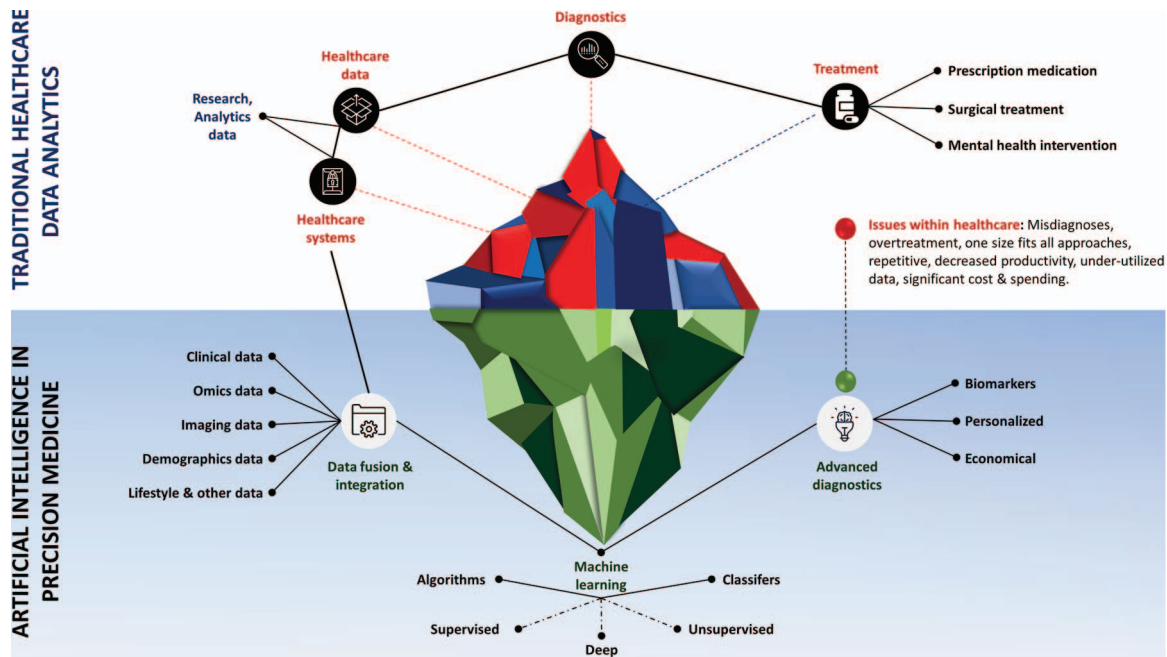 TRADITIONAL HEALTHCARE
DATA ANALYTICS
Diagnostics
Healthcare
data
Treatment
Research,
Analytics
data
Prescription medication
Surgical treatment
Mental health intervention
Healthcare
systems
Issues within healthcare: Misdiagnoses,
overtreatment, one size fits all approaches,
repetitive, decreased productivity, under-utilized
data, significant cost & spending.
ARTIFICIAL INTELLIGENCE IN
PRECISION MEDICINE
Clinical data
Omics data
Imaging data
Demographics data
Lifestyle & other data
Data fusion &
integration
Biomarkers
Personalized
Economical
Advanced
diagnostics
Machine
learning
Algorithms
Classifers
Supervised
Unsupervised
Deep